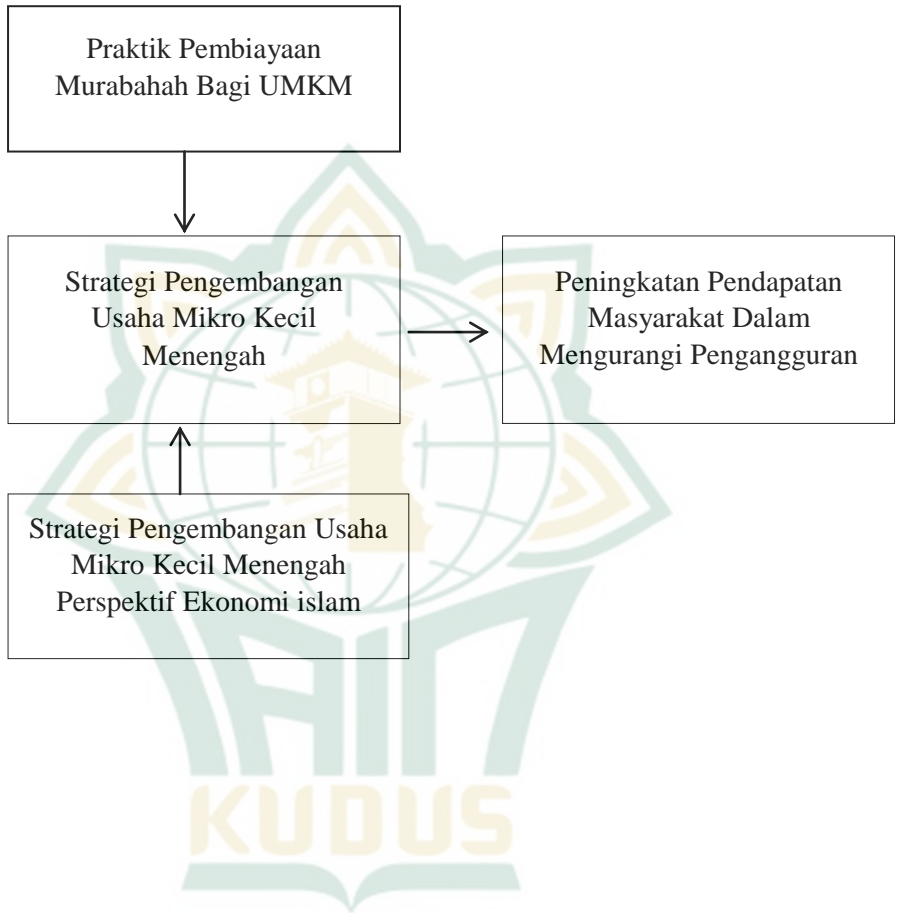 Praktik Pembiayaan
Murabahah Bagi UMKM
Strategi Pengembangan
Usaha Mikro Kecil
Menengah
Peningkatan Pendapatan
Masyarakat Dalam
Mengurangi Pengangguran
Strategi Pengembangan Usaha
Mikro Kecil Menengah
Perspektif Ekonomi islam
IAIN
KUDUS